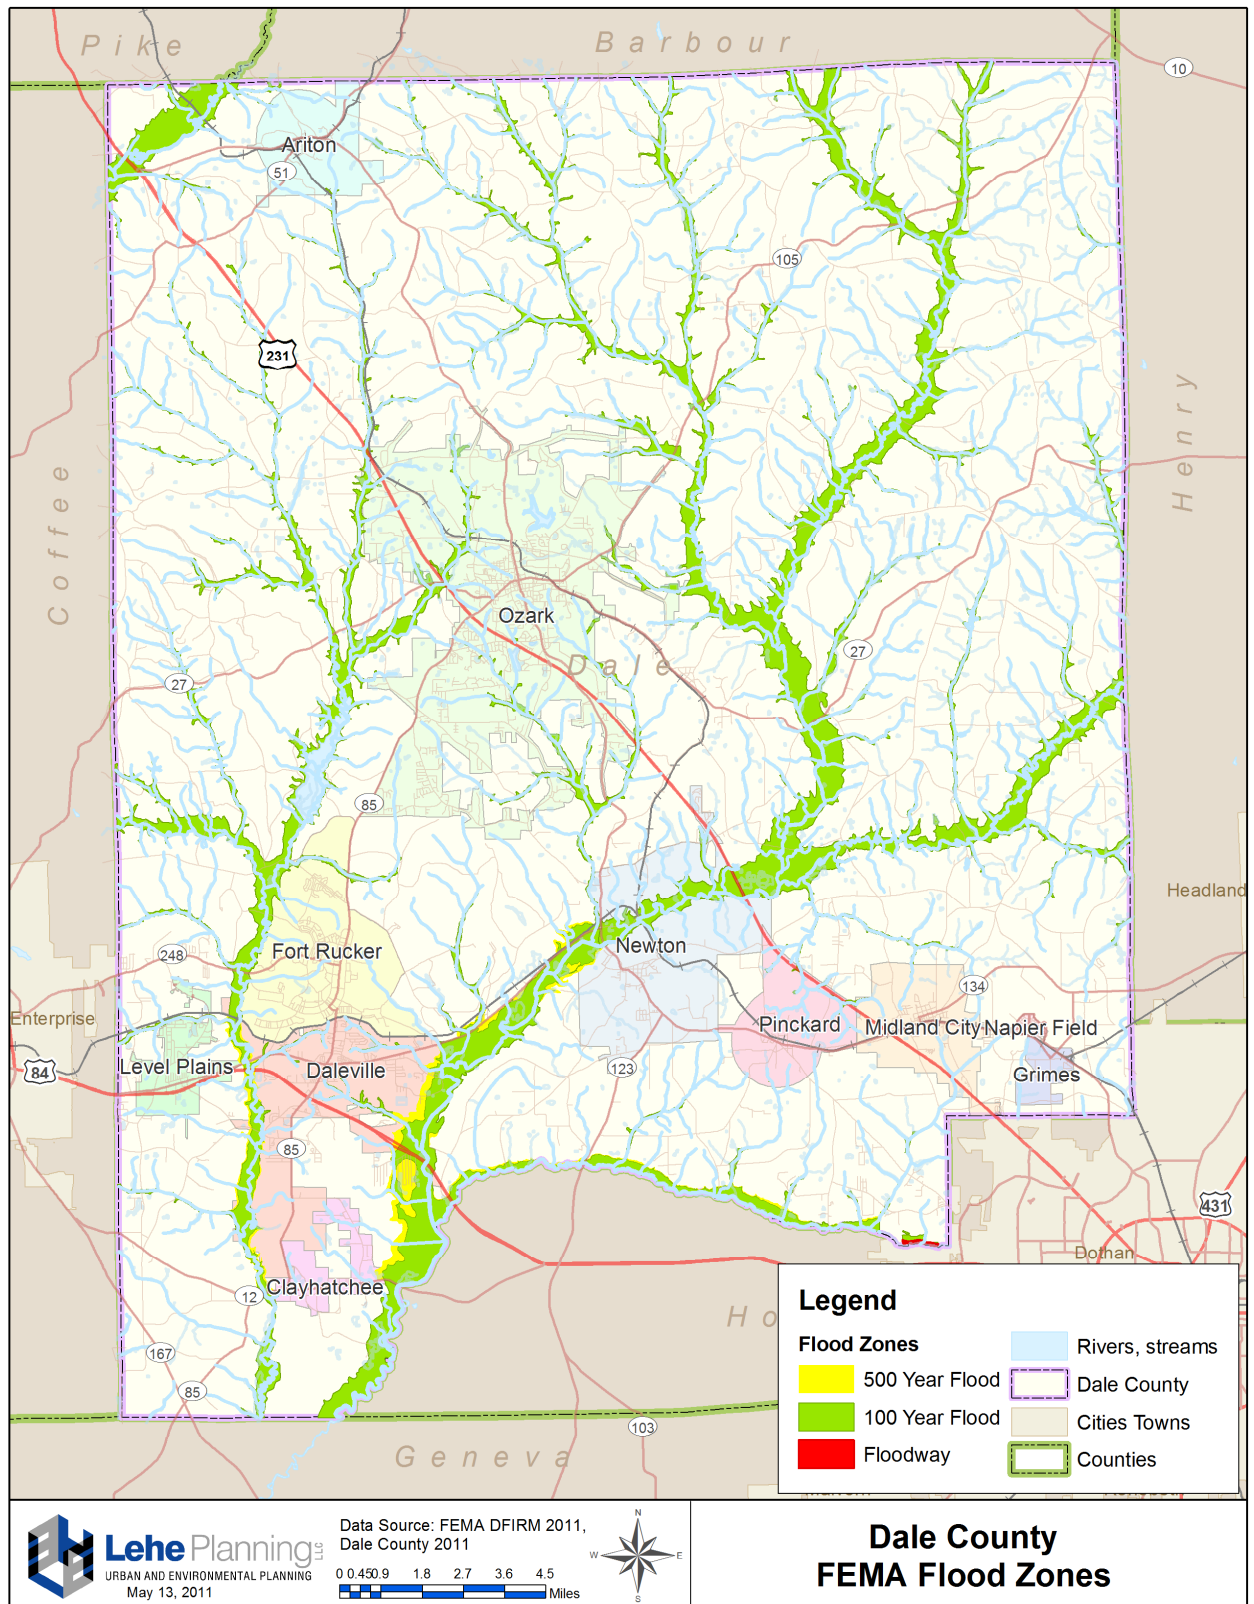 Pike
Barbour
10
Ariton
51
105
231
Henry
Coffee
Ozark
Dale
27
27
85
Headland
Fort Rucker
Newton
248
134
Enterprise
Pinckard
Midland City
Napier Field
84
Level Plains
Daleville
123
Grimes
85
431
Dothan
Clayhatchee
12
Ho
167
85
103
Geneva
Legend
Flood Zones
500 Year Flood
100 Year Flood
Floodway
Rivers, streams
Dale County
Cities Towns
Counties
Lehe Planning LLC
URBAN AND ENVIRONMENTAL PLANNING
May 13, 2011
Data Source: FEMA DFIRM 2011,
Dale County 2011
0 0.45 0.9 1.8 2.7 3.6 4.5
Miles
N
W E
S
Dale County
FEMA Flood Zones